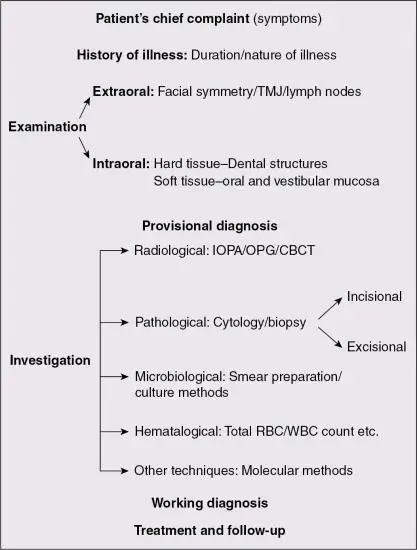 Patient's chief complaint (symptoms)
History of illness: Duration/nature of illness
Extraoral: Facial symmetry/TMJ/lymph nodes
Examination
Intraoral: Hard tissue–Dental structures
Soft tissue–oral and vestibular mucosa
Provisional diagnosis
Radiological: IOPA/OPG/CBCT
Incisional
Pathological: Cytology/biopsy
Excisional
Investigation
Microbiological: Smear preparation/
culture methods
Hematalogical: Total RBC/WBC count etc.
Other techniques: Molecular methods
Working diagnosis
Treatment and follow-up